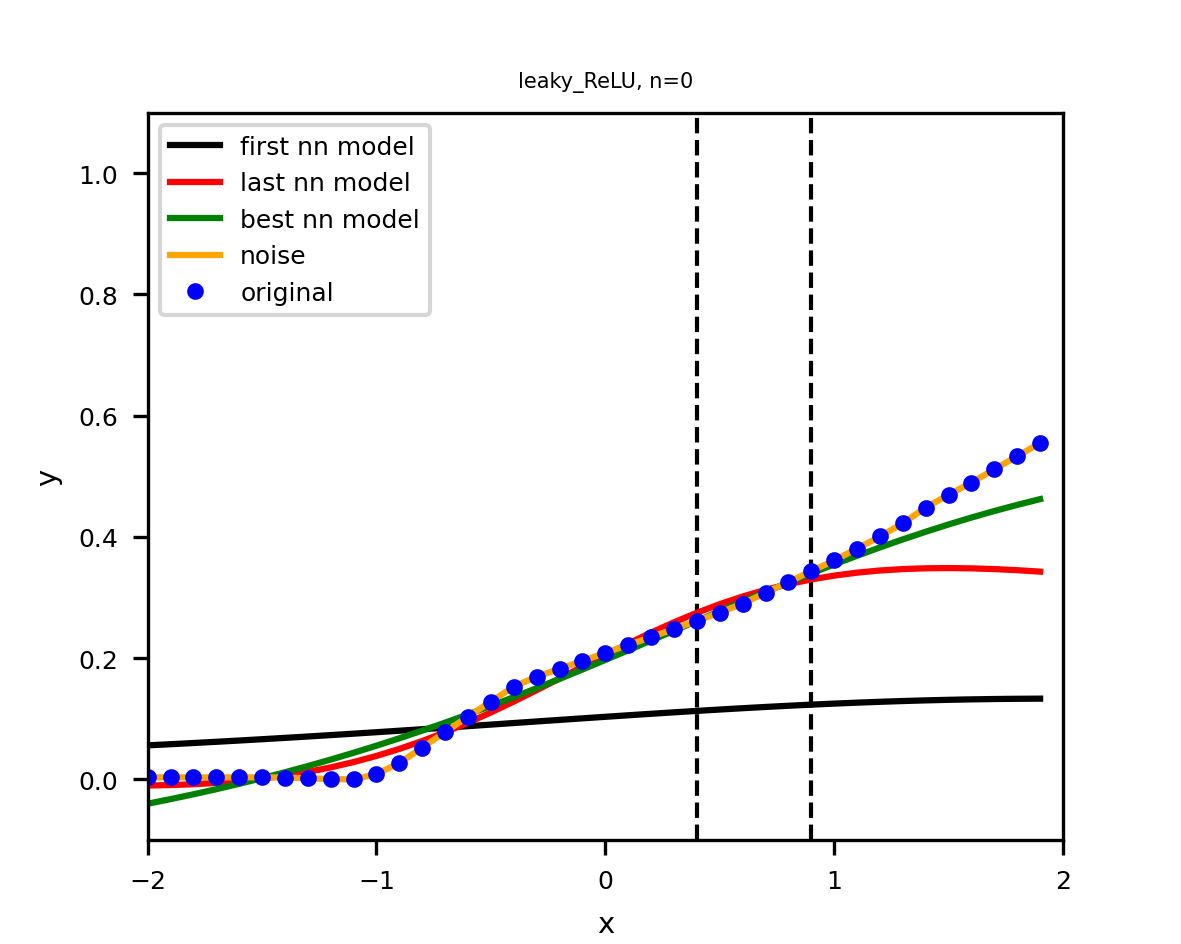 leaky_ReLU, n=0
first nn model
last nn model
best nn model
noise
original
1.0
0.8
0.6
0.4
0.2
0.0
y
−2 −1 0 1 2
x